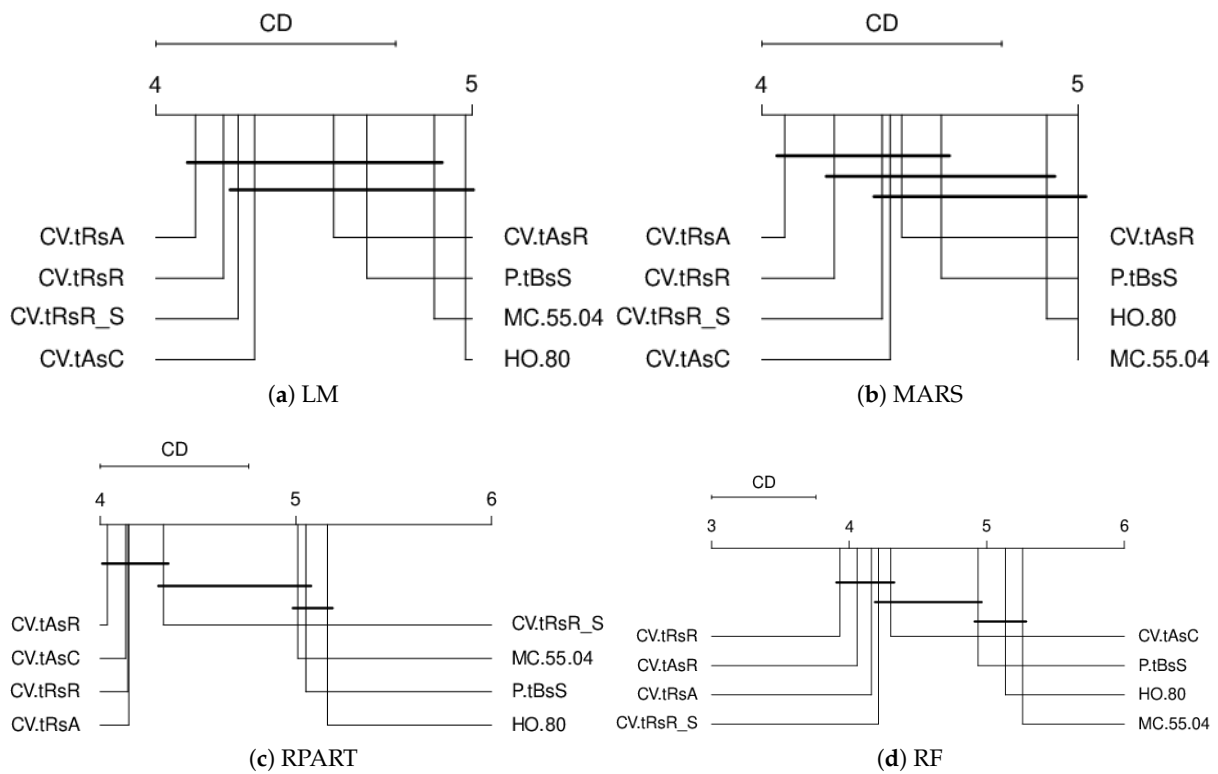 CD
4 5
CV.tRsA CV.tAsR
CV.tRsR P.tBsS
CV.tRsR_S MC.55.04
CV.tAsC HO.80
(a) LM
CD
4 5
CV.tRsA CV.tAsR
CV.tRsR P.tBsS
CV.tRsR_S HO.80
CV.tAsC MC.55.04
(b) MARS
CD
4 5 6
CV.tAsR CV.tRsR_S
CV.tAsC MC.55.04
CV.tRsR P.tBsS
CV.tRsA HO.80
(c) RPART
CD
3 4 5 6
CV.tRsR CV.tAsC
CV.tAsR P.tBsS
CV.tRsA HO.80
CV.tRsR_S MC.55.04
(d) RF